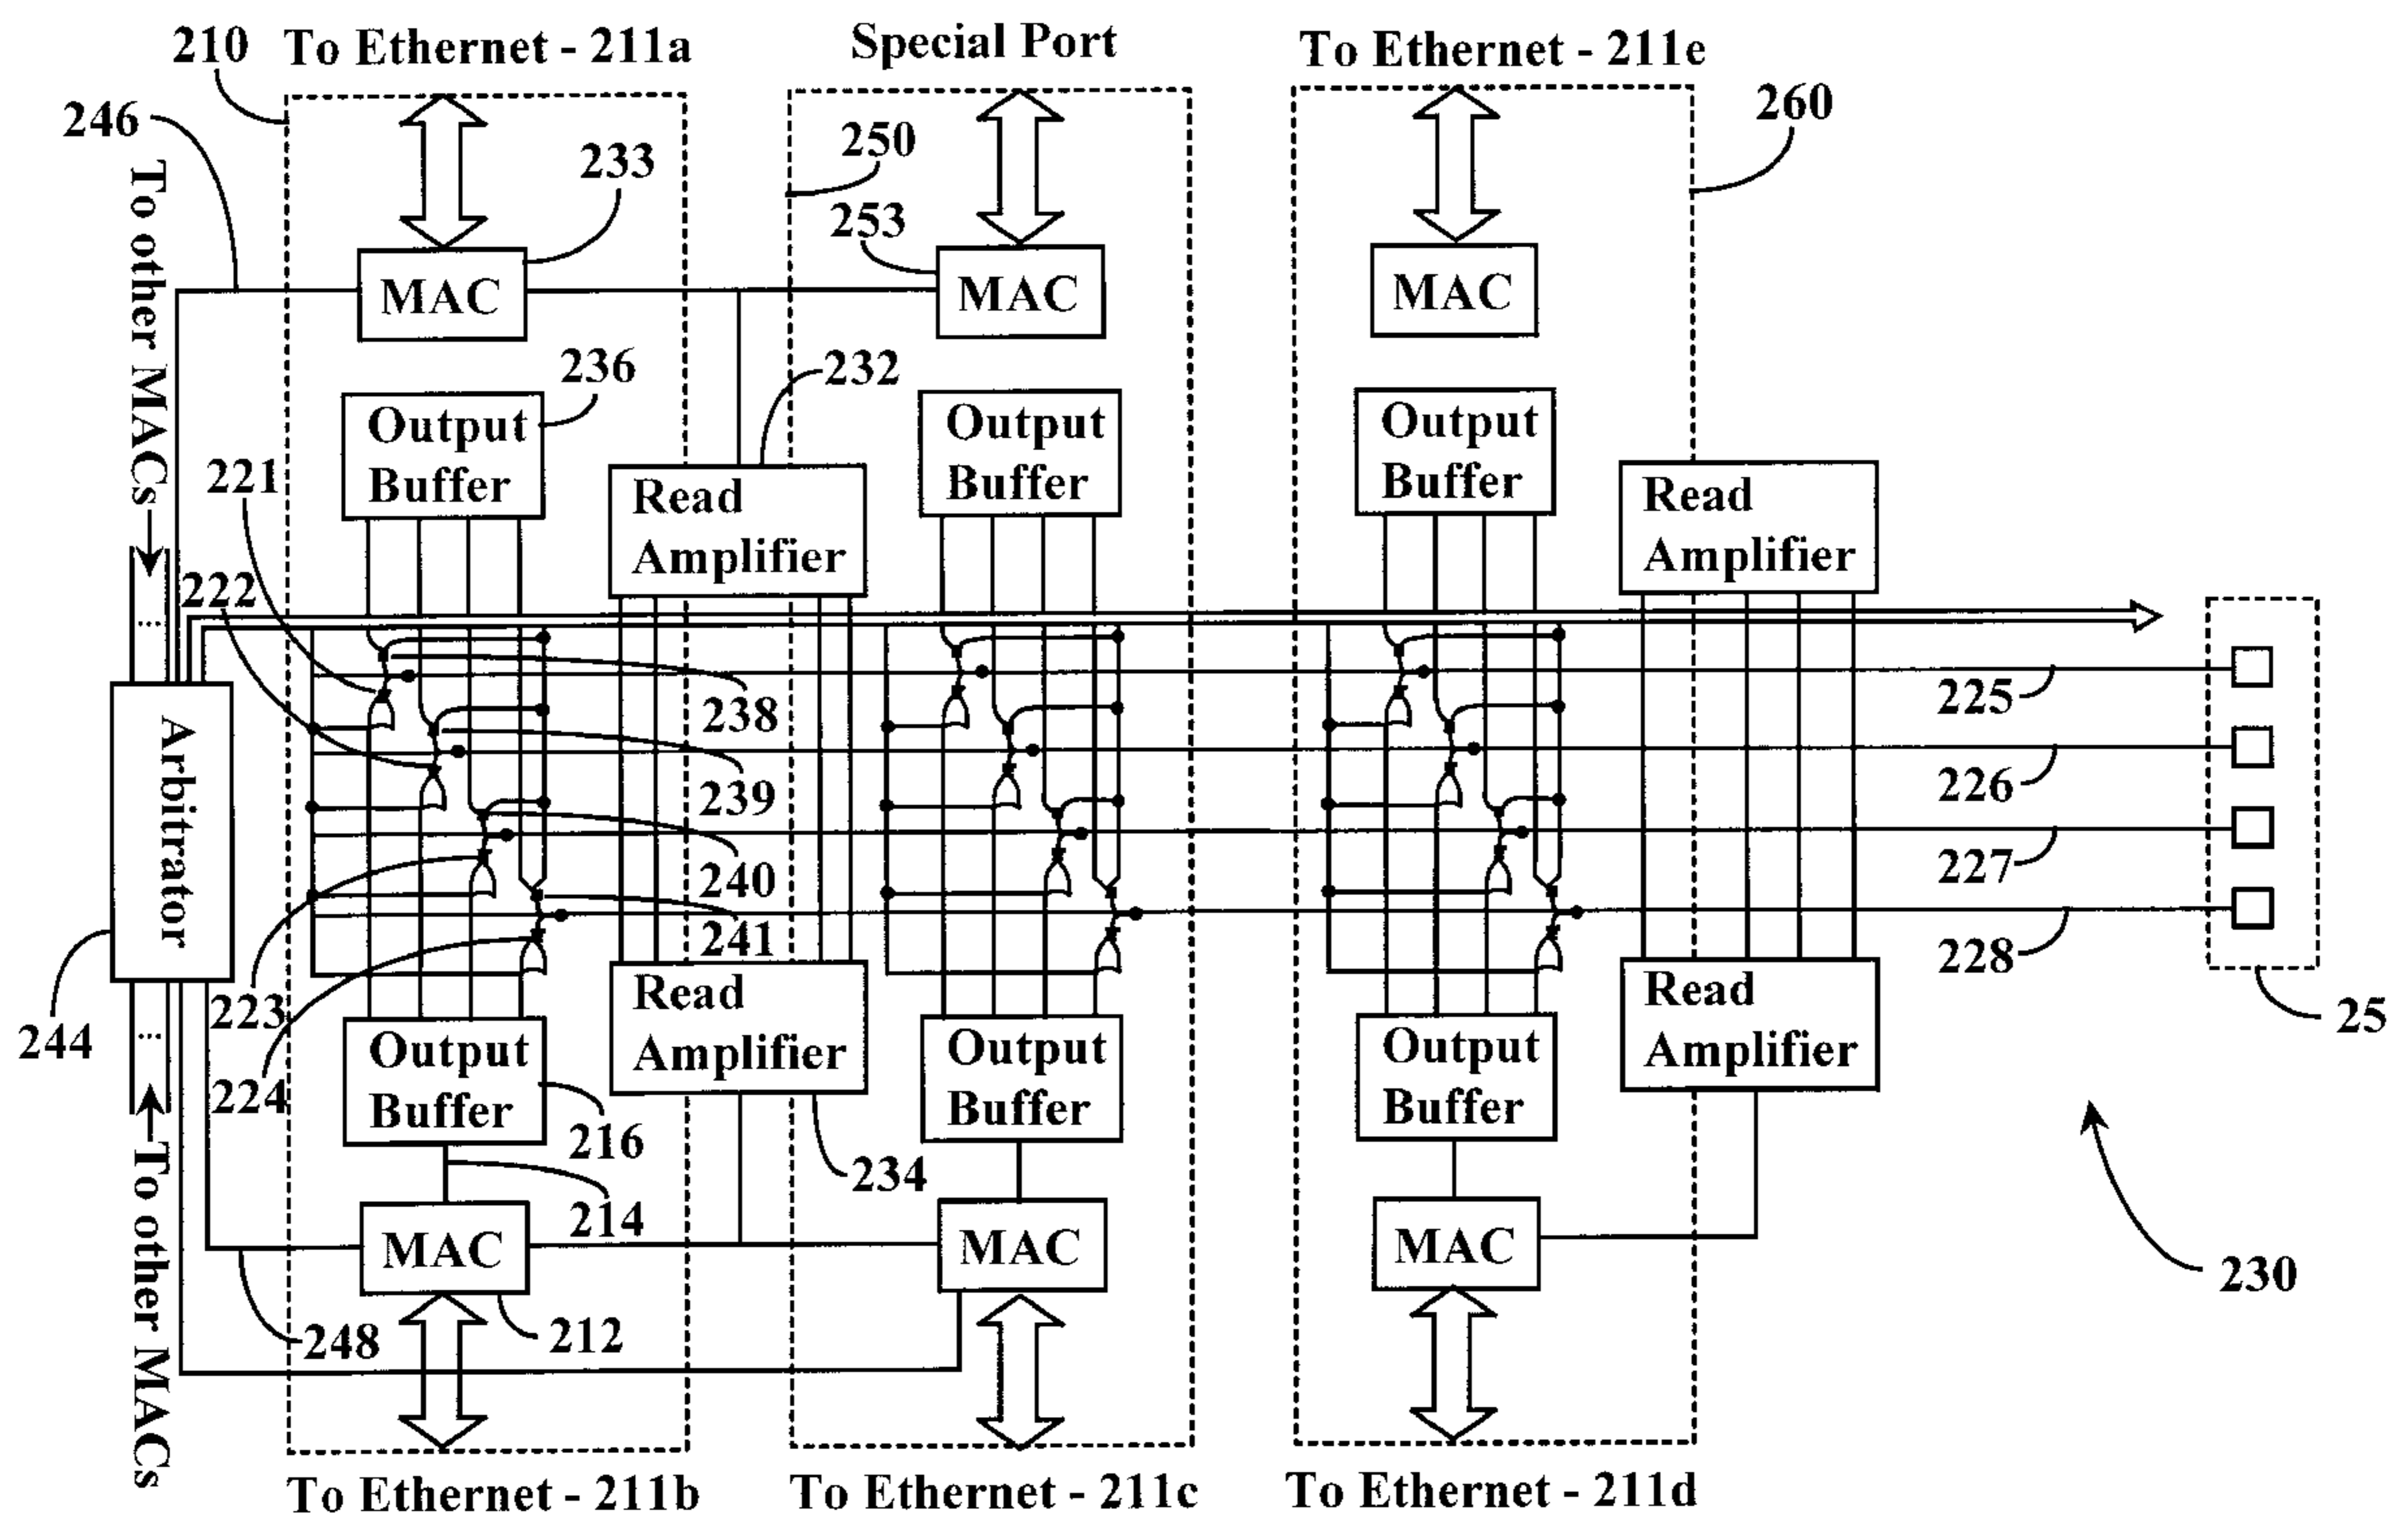 210
To Ethernet - 211a
Special Port
To Ethernet - 211e
246
260
250
233
253
To other MACs
MAC
MAC
MAC
236
232
Output
Buffer
Output
Buffer
Output
Buffer
221
Read
Amplifier
Read
Amplifier
222
...
238
225
239
226
Arbitrator
240
227
241
228
223
244
224
Output
Buffer
Read
Amplifier
Output
Buffer
Output
Buffer
Read
Amplifier
25
...
216
234
214
To other MACs
MAC
MAC
MAC
230
248
212
To Ethernet - 211b
To Ethernet - 211c
To Ethernet - 211d